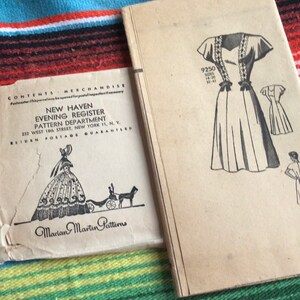 CONTENTS MERCHANDISE
NEW HAVEN
EVENING REGISTER
PATTERN DEPARTMENT
232 WEST 18th STREET, NEW YORK 11, N. Y.
RETURN POSTAGE GUARANTEED
Marian Martin Patterns
9250
SIZES